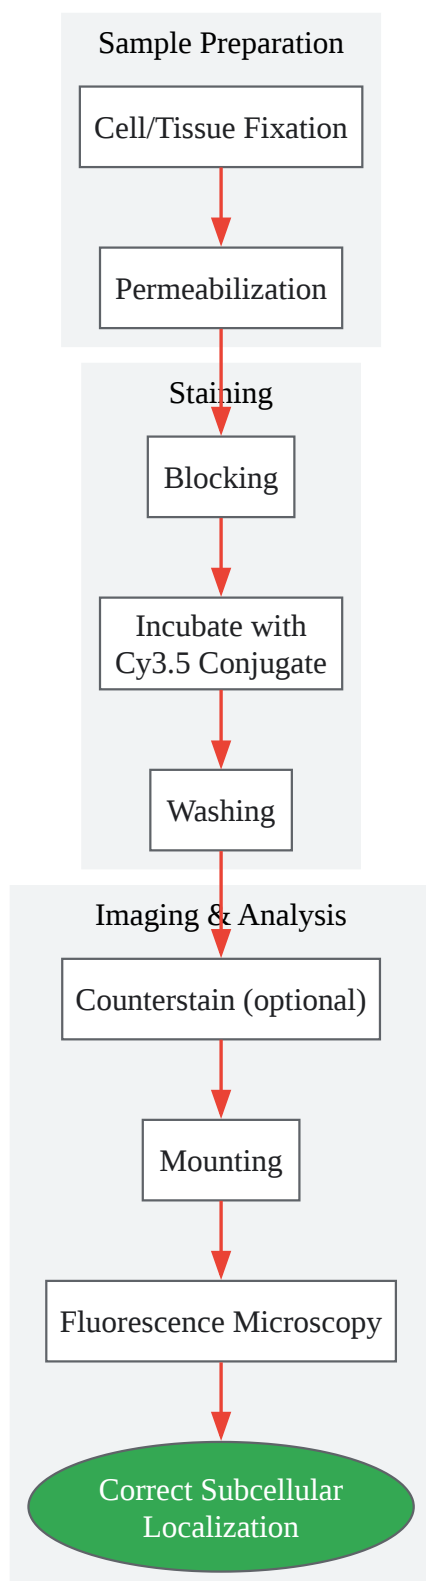 Sample Preparation
Cell/Tissue Fixation
Permeabilization
Staining
Blocking
Incubate with
Cy3.5 Conjugate
Washing
Imaging & Analysis
Counterstain (optional)
Mounting
Fluorescence Microscopy
Correct Subcellular
Localization